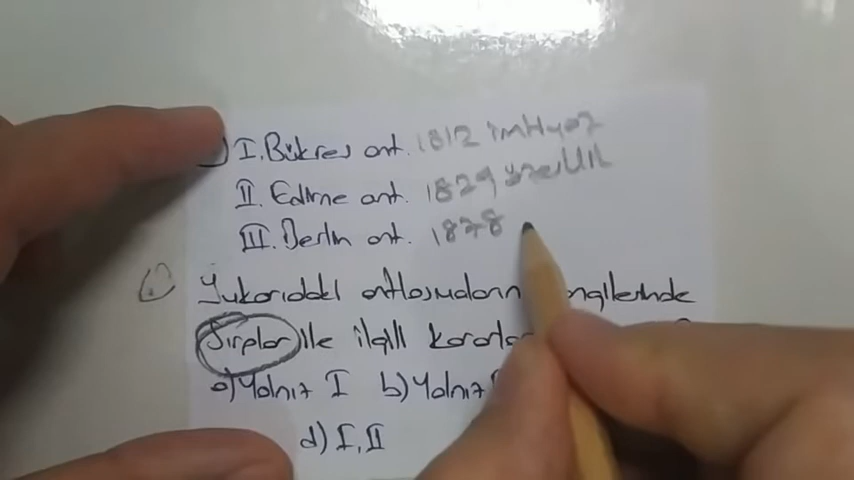 I. Bükreş ant. 1812 imtiyaz
II. Edirne ant. 1829 özerklik
III. Berlin ant. 1878
Yukarıdaki antlaşmaların
Sırplar ile ilgili
a) Yalnız I b) Yalnız
d) I, II